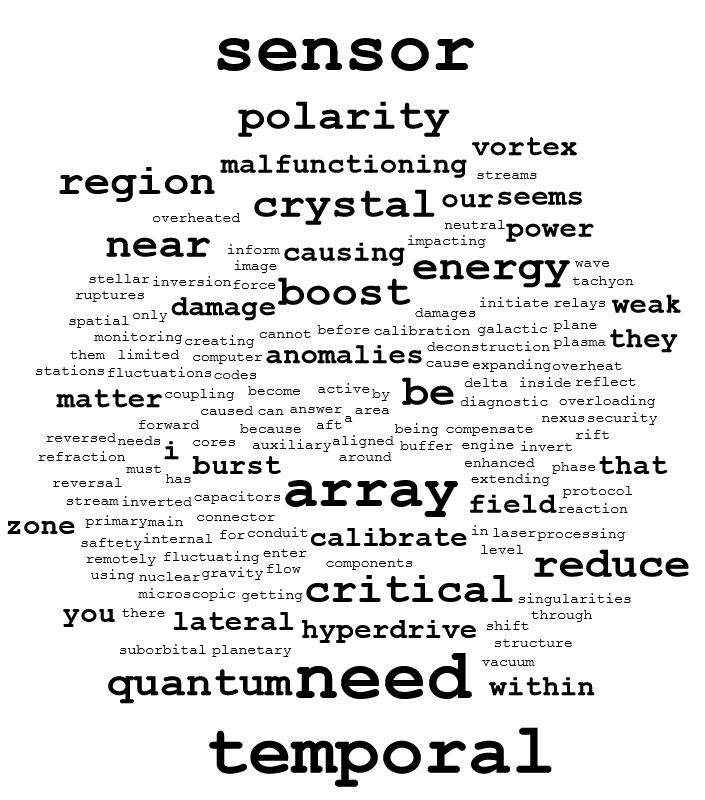 sensor
polarity
vortex
malfunctioning
streams
region
crystal our seems
overheated
neutral power
near inform causing impacting
image energy wave
stellar inversion force boost tachyon
ruptures
only damage damages initiate relays weak
spatial
monitoring creating cannot before calibration galactic plane
plasma they
them limited computer anomalies deconstruction
cause expanding overheat
stations fluctuations codes
delta inside reflect
matter coupling become active by be diagnostic overloading
caused can answer a area
forward nexus security
because aft being compensate
reversed needs i cores auxiliary aligned buffer engine invert rift
refraction around
must burst enhanced phase that
reversal has array extending
stream inverted capacitors field protocol
reaction
zone primary main connector
saftety internal for conduit calibrate in laser processing
remotely fluctuating enter level
using nuclear gravity flow components reduce
microscopic getting critical singularities
you there lateral through
hyperdrive shift
structure
suborbital planetary
quantum need vacuum
within
temporal